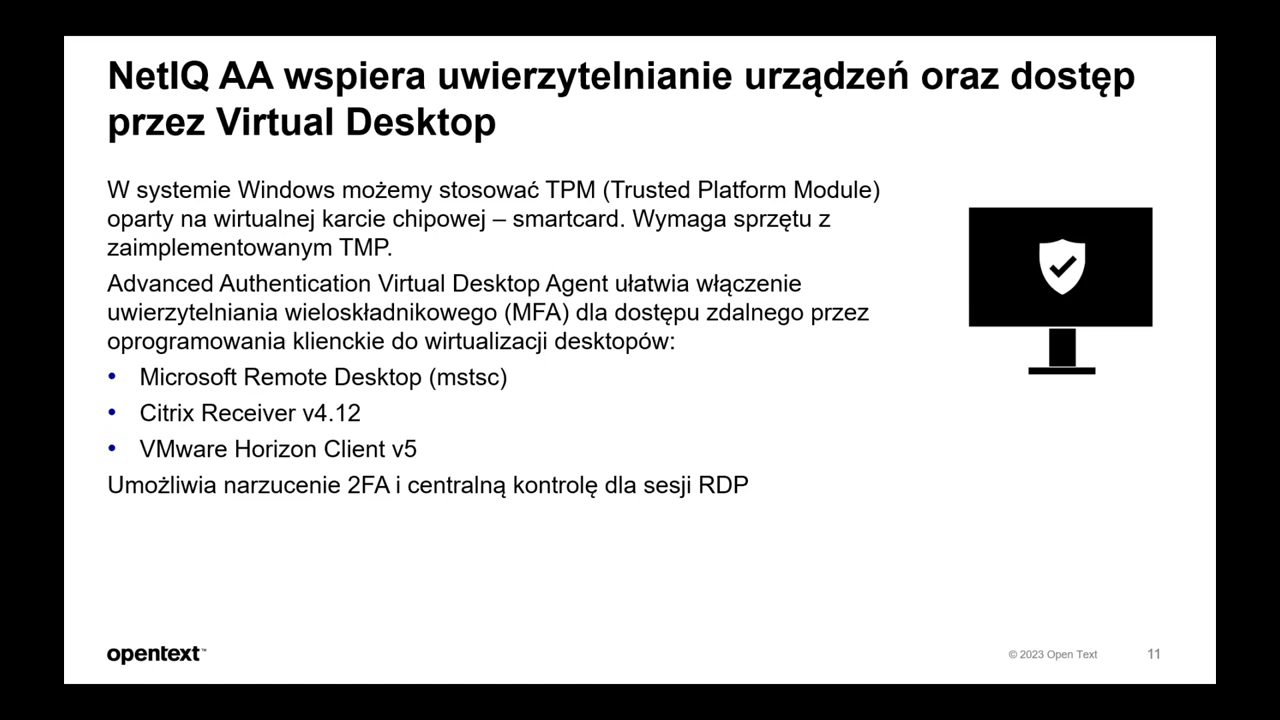 NetIQ AA wspiera uwierzytelnianie urządzeń oraz dostęp
przez Virtual Desktop
W systemie Windows możemy stosować TPM (Trusted Platform Module)
oparty na wirtualnej karcie chipowej – smartcard. Wymaga sprzętu z
zaimplementowanym TMP.
Advanced Authentication Virtual Desktop Agent ułatwia włączenie
uwierzytelniania wieloskładnikowego (MFA) dla dostępu zdalnego przez
oprogramowania klienckie do wirtualizacji desktopów:
• Microsoft Remote Desktop (mstsc)
• Citrix Receiver v4.12
• VMware Horizon Client v5
Umożliwia narzucenie 2FA i centralną kontrolę dla sesji RDP
opentext™
© 2023 Open Text
11